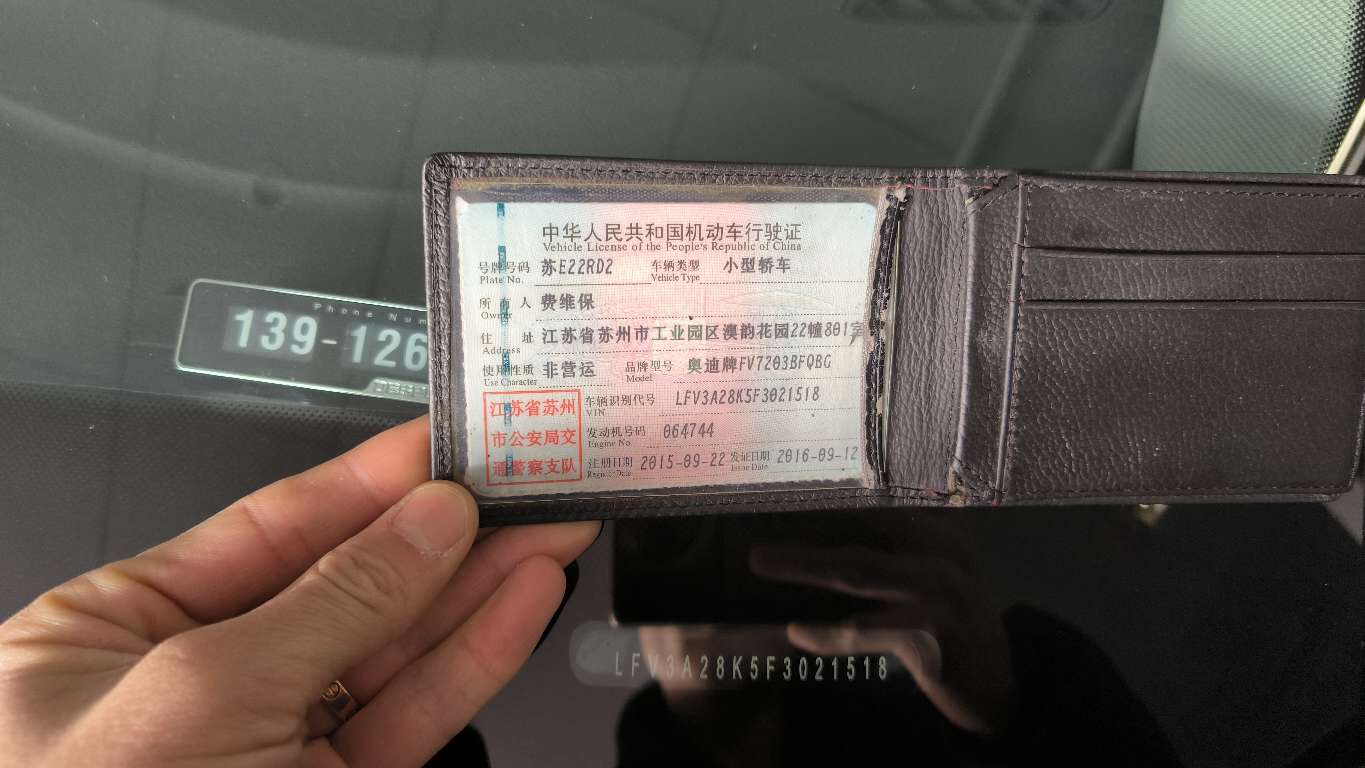 中华人民共和国机动车行驶证
Vehicle License of the People's Republic of China
号牌号码 苏E22RD2 车辆类型 小型轿车
Plate No. Vehicle Type
所有人 费维保
Owner
住址 江苏省苏州市工业园区澳韵花园22幢801室
Address
使用性质 非营运 品牌型号 奥迪牌FV7203BFQBG
Use Character Model
江苏省苏州
市公安局交
通警察支队
车辆识别代号 LFV3A28K5F3021518
VIN
发动机号码 064744
Engine No.
注册日期 2015-09-22 发证日期 2016-09-12
Register Date Issue Date
Phone Num
139-126
LFV3A28K5F3021518